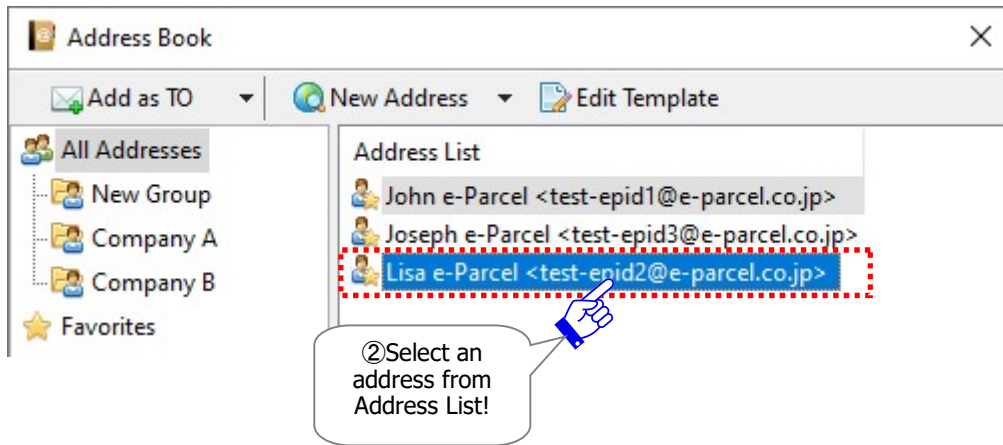 Address Book
Add as TO
New Address
Edit Template
All Addresses
New Group
Company A
Company B
Favorites
Address List
John e-Parcel <test-epid1@e-parcel.co.jp>
Joseph e-Parcel <test-epid3@e-parcel.co.jp>
Lisa e-Parcel <test-epid2@e-parcel.co.jp>
②Select an
address from
Address List!